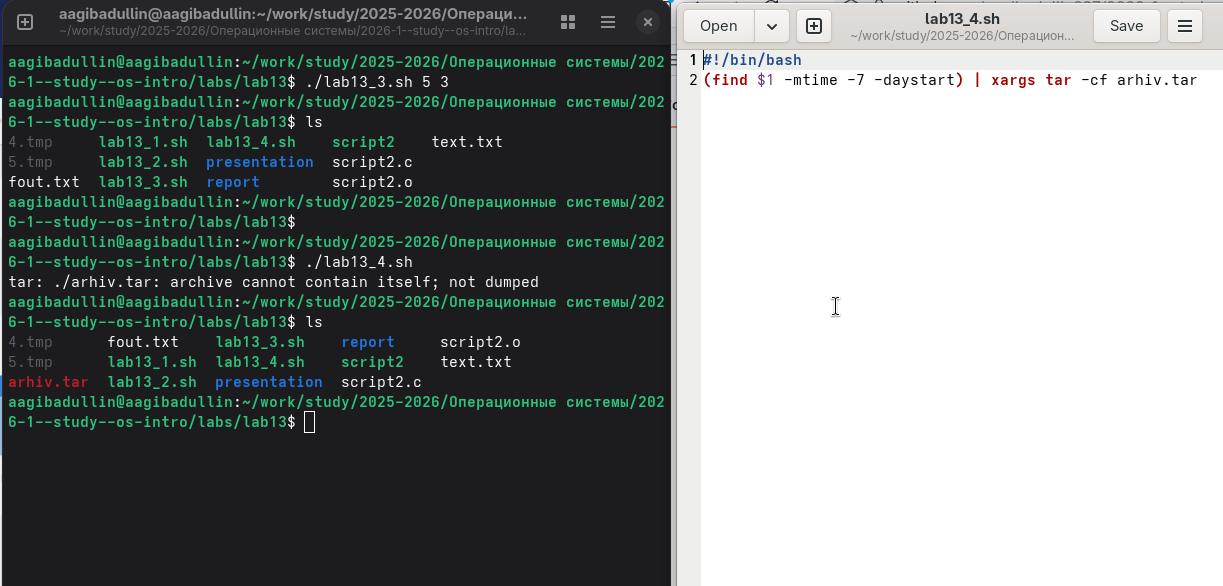 aagibadullin@aagibadullin:~/work/study/2025-2026/Операци...
~/work/study/2025-2026/Операционные системы/2026-1--study--os-intro/la...
aagibadullin@aagibadullin:~/work/study/2025-2026/Операционные системы/202
6-1--study--os-intro/labs/lab13$ ./lab13_3.sh 5 3
aagibadullin@aagibadullin:~/work/study/2025-2026/Операционные системы/202
6-1--study--os-intro/labs/lab13$ ls
4.tmp lab13_1.sh lab13_4.sh script2 text.txt
5.tmp lab13_2.sh presentation script2.c
fout.txt lab13_3.sh report script2.o
aagibadullin@aagibadullin:~/work/study/2025-2026/Операционные системы/202
6-1--study--os-intro/labs/lab13$
aagibadullin@aagibadullin:~/work/study/2025-2026/Операционные системы/202
6-1--study--os-intro/labs/lab13$ ./lab13_4.sh
tar: ./arhiv.tar: archive cannot contain itself; not dumped
aagibadullin@aagibadullin:~/work/study/2025-2026/Операционные системы/202
6-1--study--os-intro/labs/lab13$ ls
4.tmp fout.txt lab13_3.sh report script2.o
5.tmp lab13_1.sh lab13_4.sh script2 text.txt
arhiv.tar lab13_2.sh presentation script2.c
aagibadullin@aagibadullin:~/work/study/2025-2026/Операционные системы/202
6-1--study--os-intro/labs/lab13$
Open
lab13_4.sh
~/work/study/2025-2026/Операцион...
Save
1 #!/bin/bash
2 (find $1 -mtime -7 -daystart) | xargs tar -cf arhiv.tar